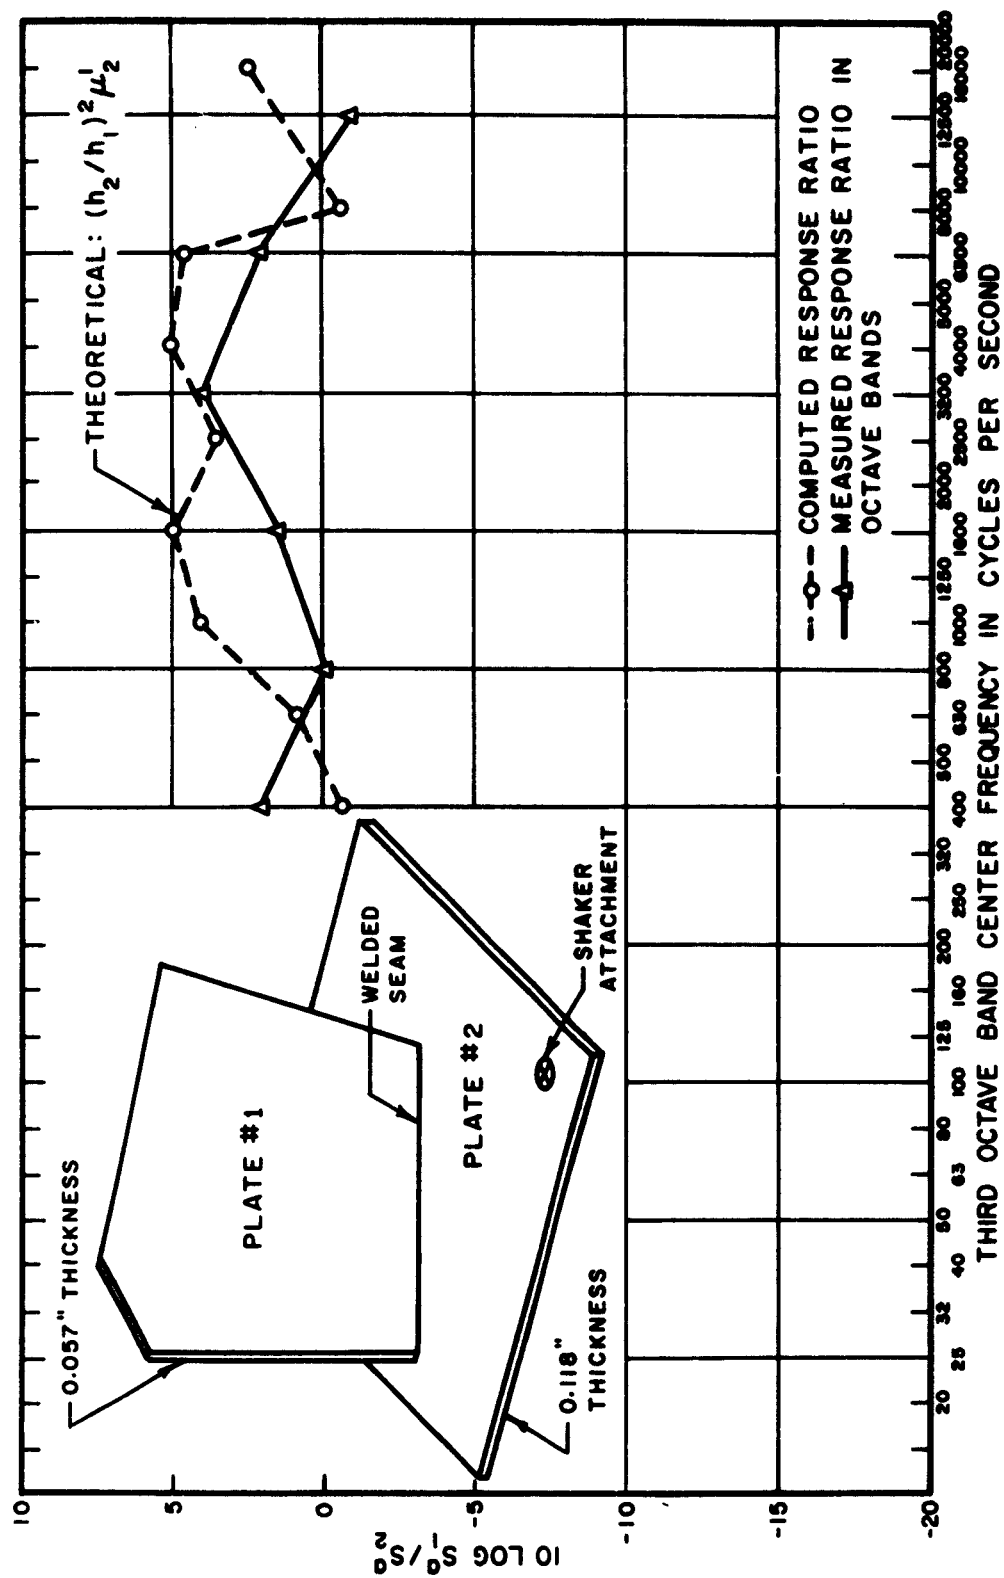 THEORETICAL: (h₂/h₁)² μ₂¹
0.057" THICKNESS
PLATE #1
WELDED
SEAM
PLATE #2
SHAKER
ATTACHMENT
0.118"
THICKNESS
COMPUTED RESPONSE RATIO
MEASURED RESPONSE RATIO IN
OCTAVE BANDS
10 LOG S₁ᵃ/S₂ᵃ
10
5
0
-5
-10
-15
-20
20 25 32 40 50 63 80 100 125 160 200 250 320 400 500 630 800 1000 1250 1600 2000 2500 3200 4000 5000 6300 8000 10000 12500 16000 20000
THIRD OCTAVE BAND CENTER FREQUENCY IN CYCLES PER SECOND